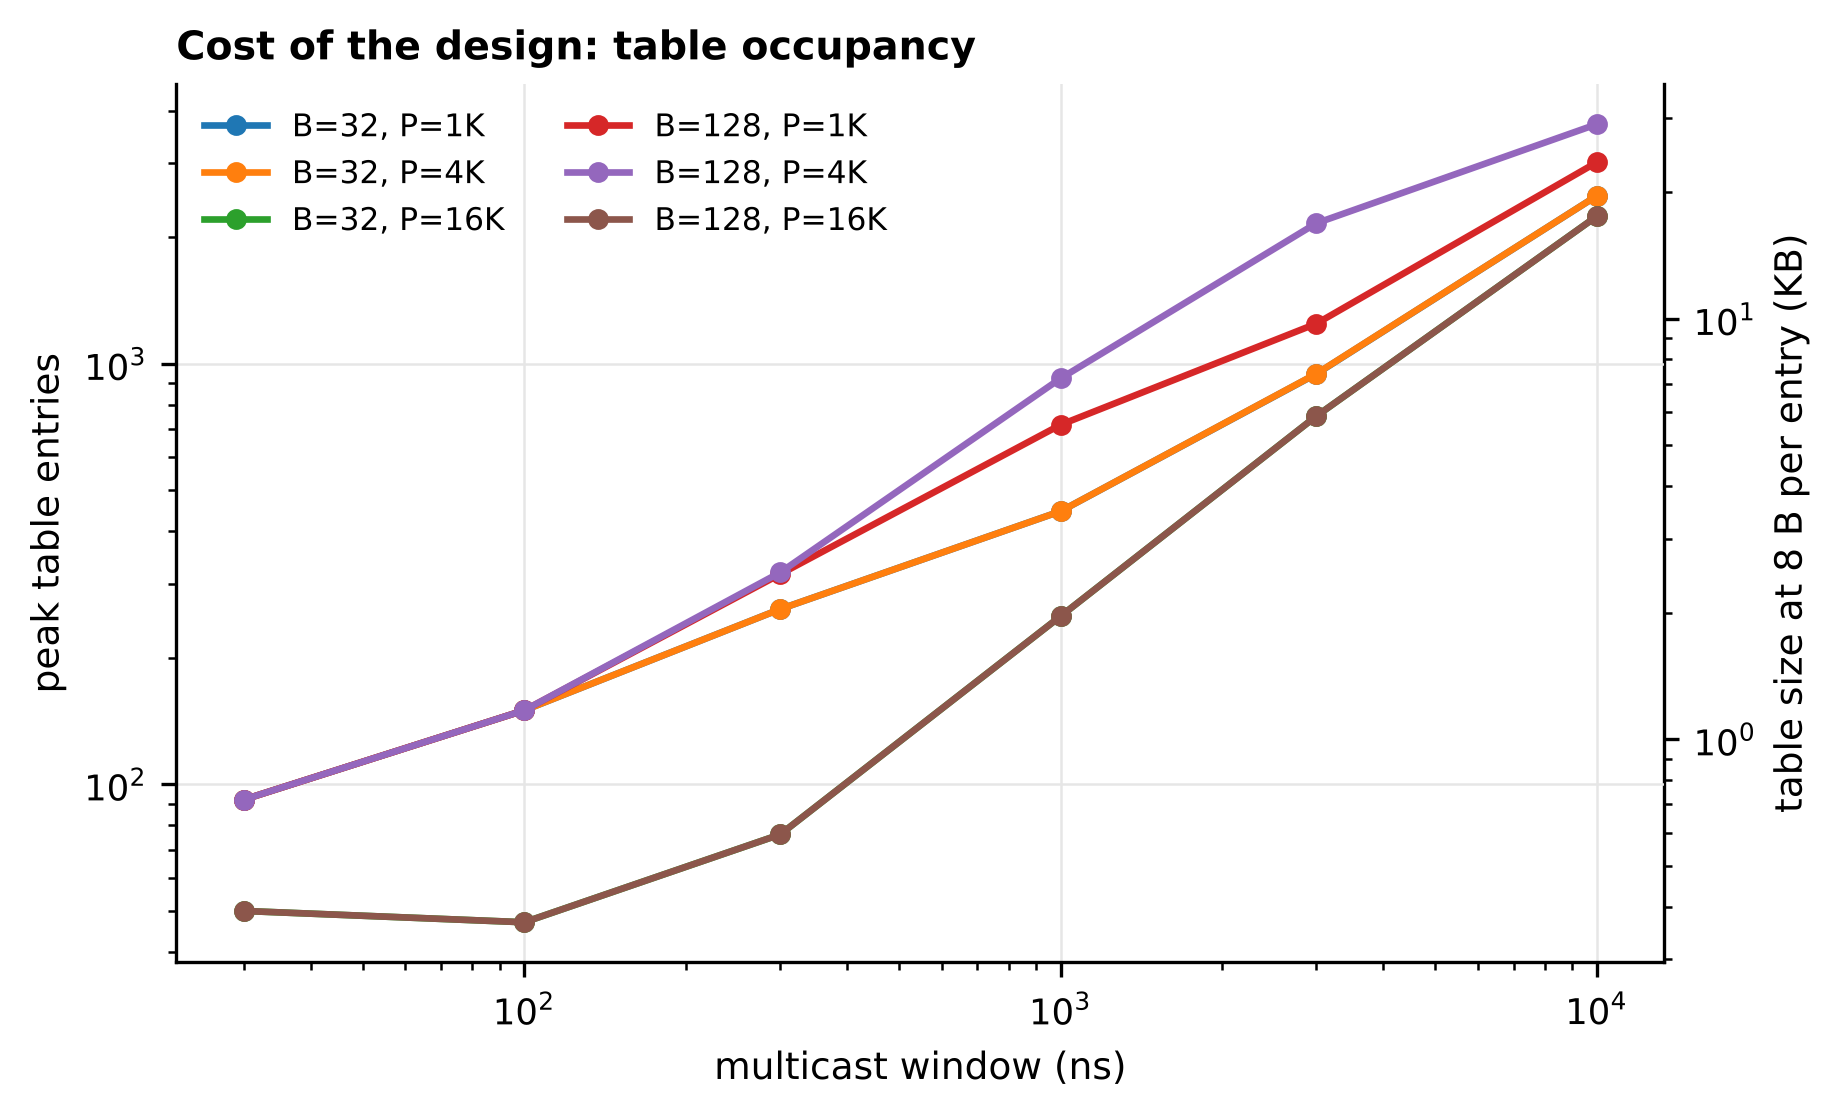 Cost of the design: table occupancy
B=32, P=1K
B=32, P=4K
B=32, P=16K
B=128, P=1K
B=128, P=4K
B=128, P=16K
peak table entries
10³
10²
10¹
10⁰
table size at 8 B per entry (KB)
10²
10³
10⁴
multicast window (ns)